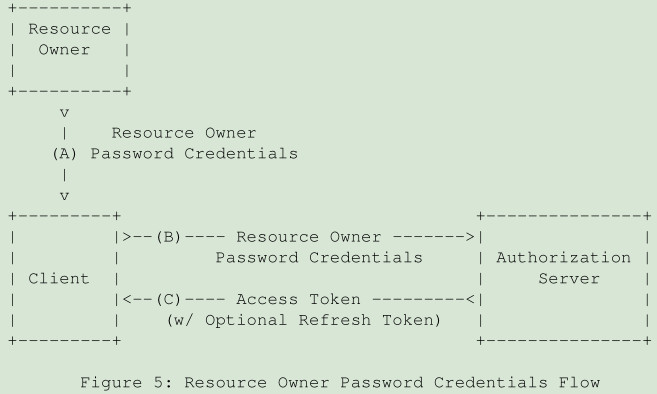 +----------+
| Resource |
|  Owner   |
|          |
+----------+
     v
     |    Resource Owner
    (A) Password Credentials
     |
     v
+---------+                                  +---------------+
|         |>--(B)---- Resource Owner ------->|               |
|         |         Password Credentials     | Authorization |
| Client  |                                  |     Server    |
|         |<--(C)---- Access Token ---------<|               |
|         |    (w/ Optional Refresh Token)   |               |
+---------+                                  +---------------+
Figure 5: Resource Owner Password Credentials Flow